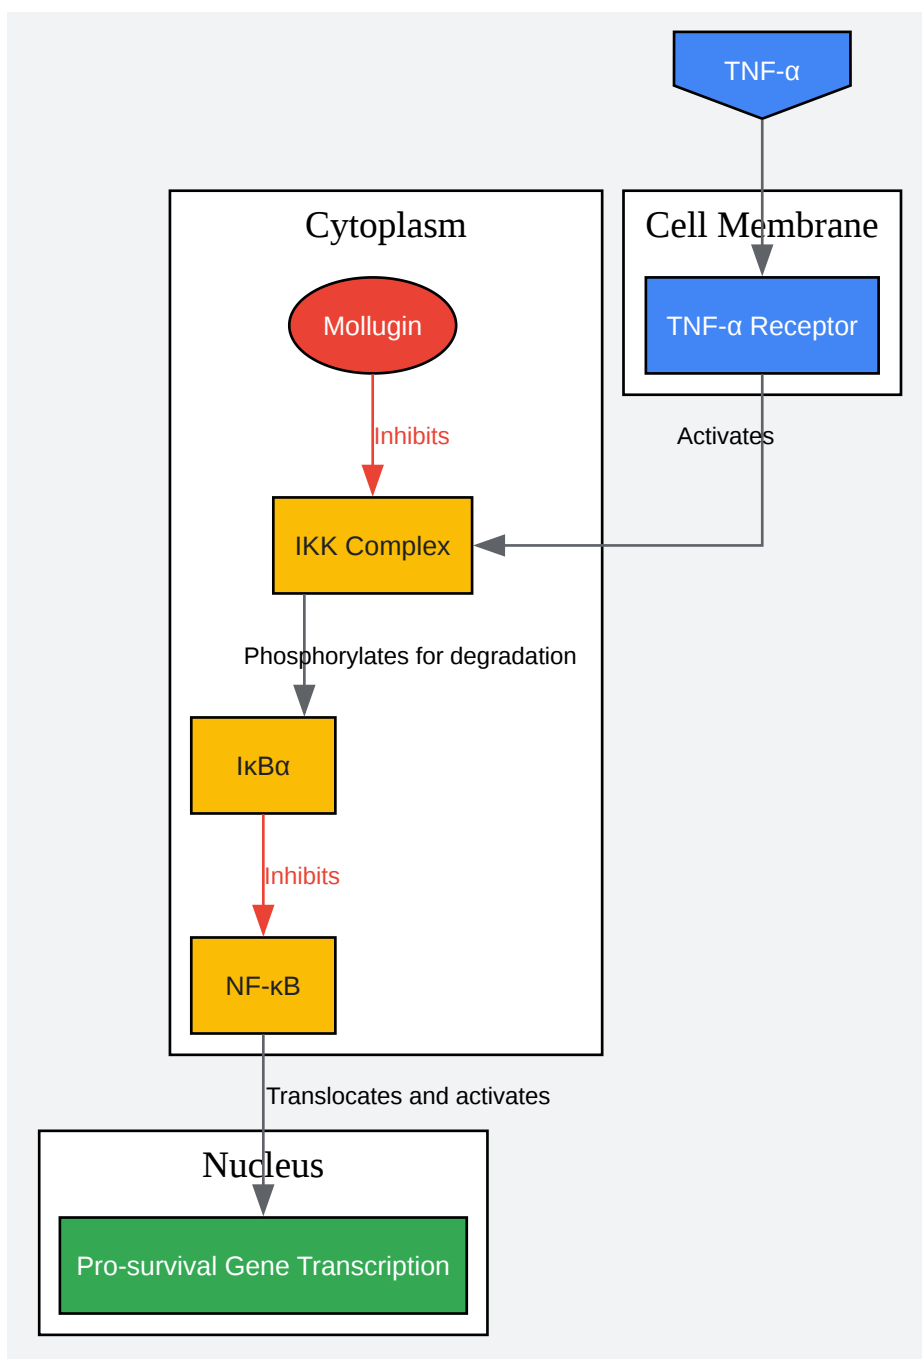 TNF-α
Cytoplasm
Cell Membrane
Mollugin
TNF-α Receptor
Inhibits
Activates
IKK Complex
Phosphorylates for degradation
IκBα
Inhibits
NF-κB
Translocates and activates
Nucleus
Pro-survival Gene Transcription